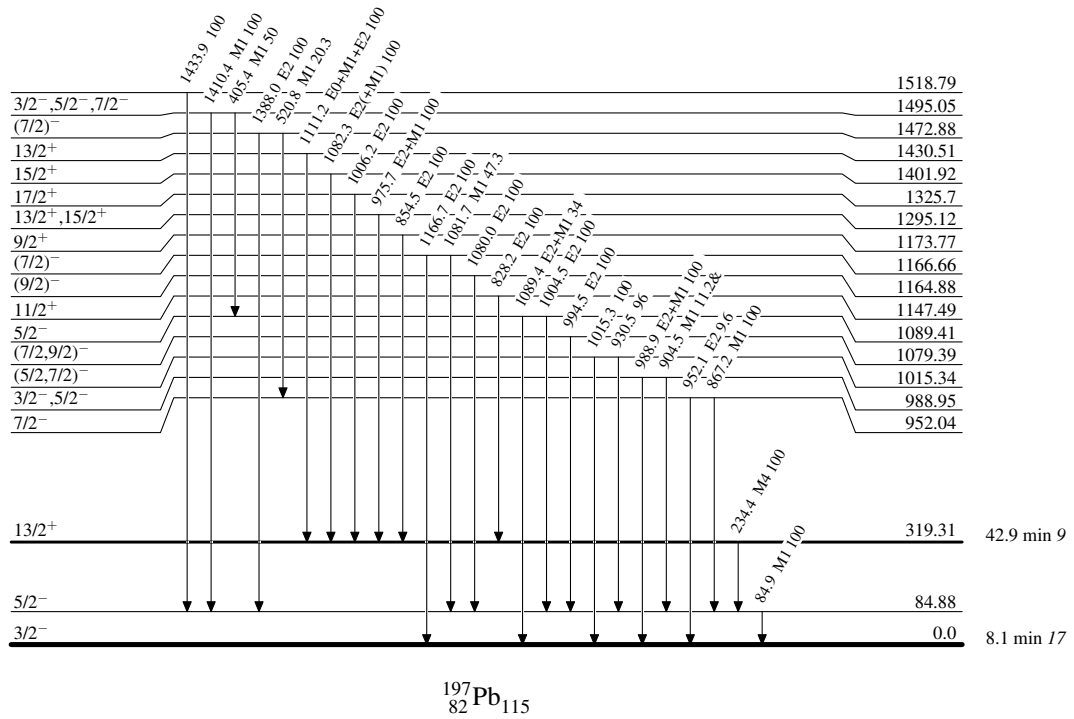 1433.9 100
1410.4 M1 100
405.4 M1 50
1388.0 E2 100
520.8 M1 20.3
1111.2 E0+M1+E2 100
1082.3 E2(+M1) 100
1006.2 E2 100
975.7 E2+M1 100
854.5 E2 100
1166.7 E2 100
1081.7 M1 47.3
1080.0 E2 100
828.2 E2 100
1089.4 E2+M1 34
1004.5 E2 100
994.5 E2 100
1015.3 100
930.5 96
988.9 E2+M1 100
904.5 M1 11.2&
952.1 E2 9.6
867.2 M1 100
234.4 M4 100
84.9 M1 100
1518.79
3/2⁻,5/2⁻,7/2⁻ 1495.05
(7/2)⁻ 1472.88
13/2⁺ 1430.51
15/2⁺ 1401.92
17/2⁺ 1325.7
13/2⁺,15/2⁺ 1295.12
9/2⁺ 1173.77
(7/2)⁻ 1166.66
(9/2)⁻ 1164.88
11/2⁺ 1147.49
5/2⁻ 1089.41
(7/2,9/2)⁻ 1079.39
(5/2,7/2)⁻ 1015.34
3/2⁻,5/2⁻ 988.95
7/2⁻ 952.04
13/2⁺ 319.31 42.9 min 9
5/2⁻ 84.88
3/2⁻ 0.0 8.1 min 17
¹⁹⁷₈₂Pb₁₁₅